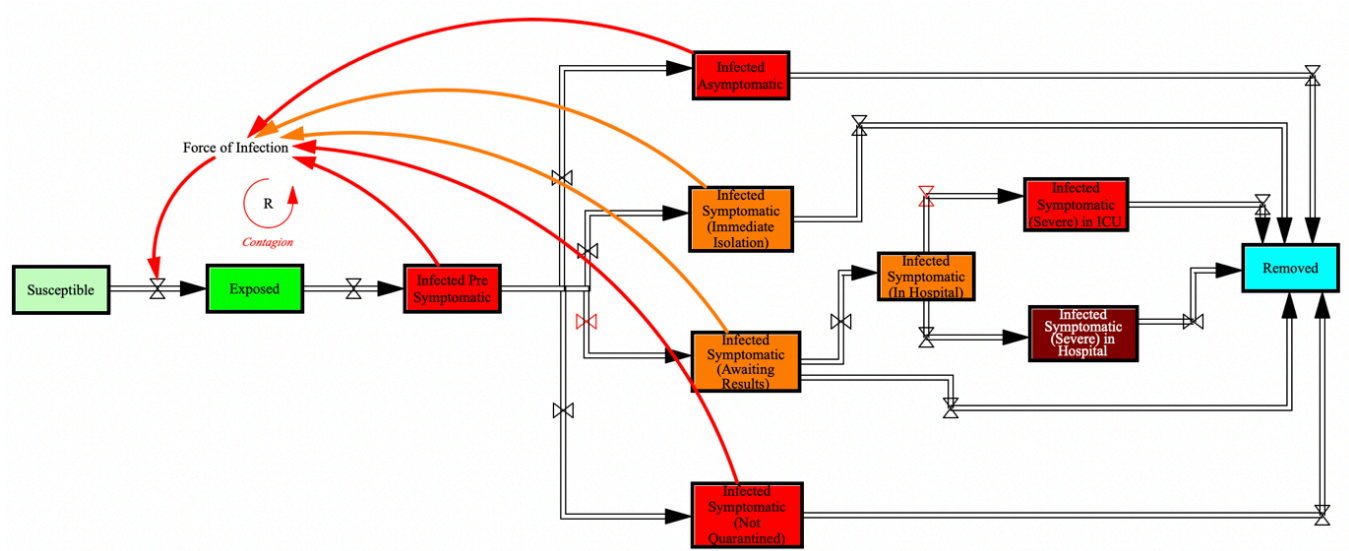 Infected
Asymptomatic
Force of Infection
R
Contagion
Infected
Symptomatic
(Immediate
Isolation)
Infected
Symptomatic
(Severe) in ICU
Infected
Symptomatic
(In Hospital)
Removed
Susceptible
Exposed
Infected Pre
Symptomatic
Infected
Symptomatic
(Severe) in
Hospital
Infected
Symptomatic
(Awaiting
Results)
Infected
Symptomatic
(Not
Quarantined)